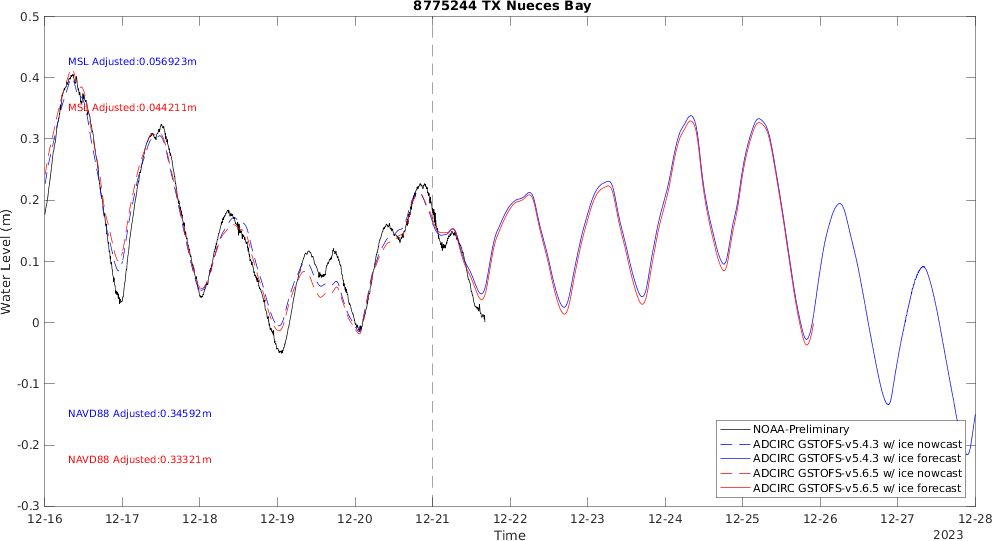 8775244 TX Nueces Bay
0.5
0.4
0.3
0.2
0.1
0
-0.1
-0.2
-0.3
Water Level (m)
MSL Adjusted:0.056923m
MSL Adjusted:0.044211m
NAVD88 Adjusted:0.34592m
NAVD88 Adjusted:0.33321m
NOAA-Preliminary
ADCIRC GSTOFS-v5.4.3 w/ ice nowcast
ADCIRC GSTOFS-v5.4.3 w/ ice forecast
ADCIRC GSTOFS-v5.6.5 w/ ice nowcast
ADCIRC GSTOFS-v5.6.5 w/ ice forecast
12-16 12-17 12-18 12-19 12-20 12-21 12-22 12-23 12-24 12-25 12-26 12-27 12-28
Time
2023